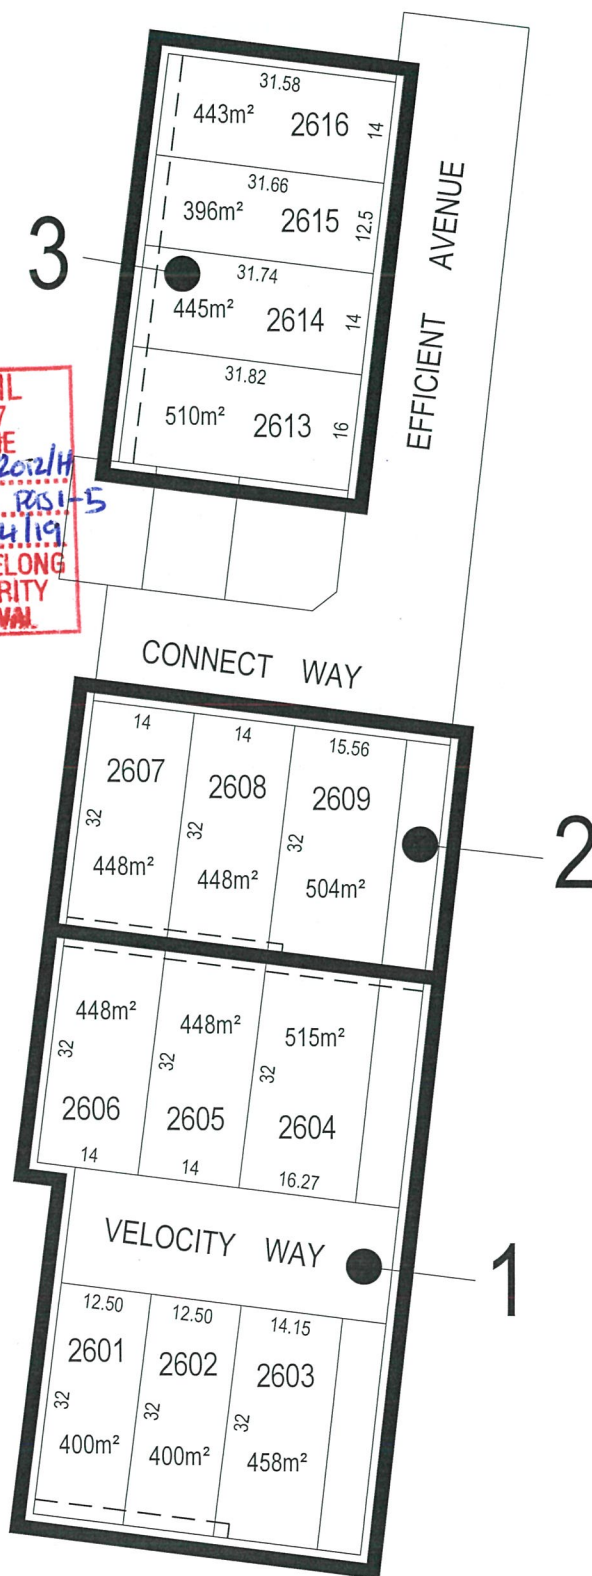 31.58
443m² 2616 14
31.66
396m² 2615 12.5
3
31.74
445m² 2614 14
31.82
510m² 2613 16
EFFICIENT AVENUE
2012/H
4/19
CONNECT WAY
14 14 15.56
2607 2608 2609
32 32 32
448m² 448m² 504m²
2
448m² 448m² 515m²
32 32 32
2606 2605 2604
14 14 16.27
VELOCITY WAY
1
12.50 12.50 14.15
2601 2602 2603
32 32 32
400m² 400m² 458m²